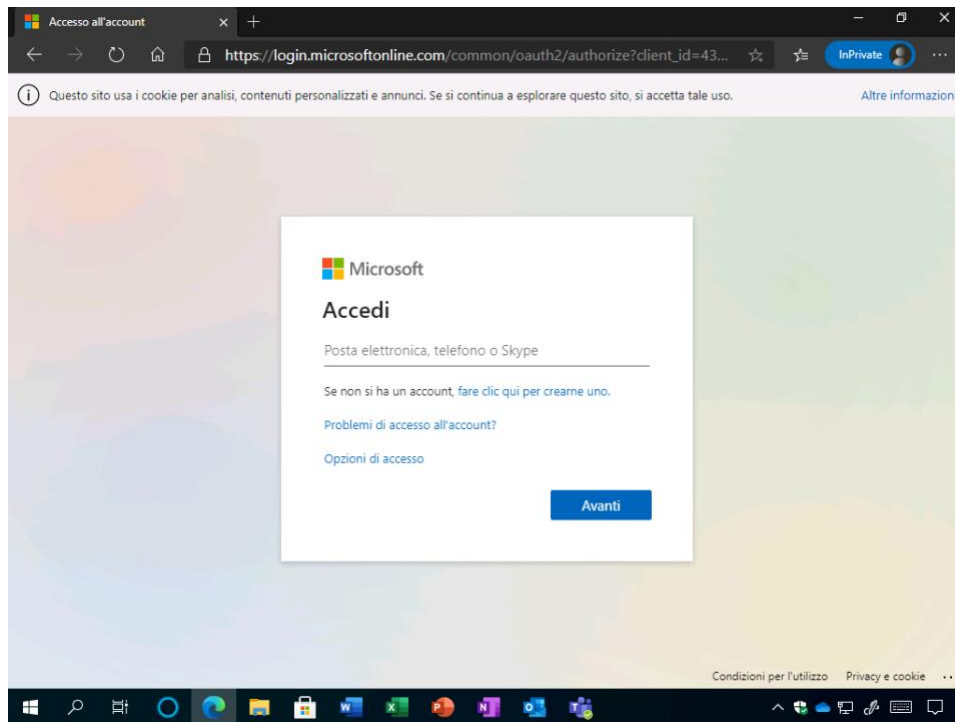 Accesso all'account
https://login.microsoftonline.com/common/oauth2/authorize?client_id=43...
InPrivate
Questo sito usa i cookie per analisi, contenuti personalizzati e annunci. Se si continua a esplorare questo sito, si accetta tale uso.
Altre informazion
Microsoft
Accedi
Posta elettronica, telefono o Skype
Se non si ha un account, fare clic qui per crearne uno.
Problemi di accesso all'account?
Opzioni di accesso
Avanti
Condizioni per l'utilizzo Privacy e cookie